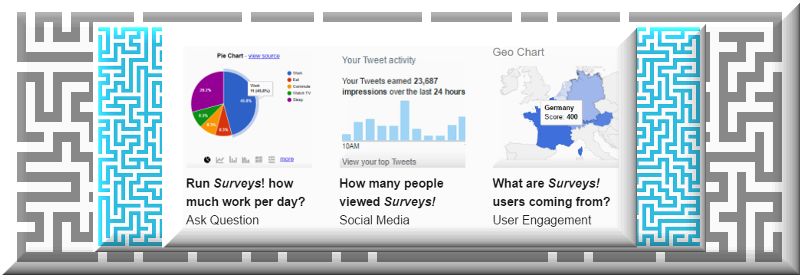 Pie Chart - view source
Work
11 (45.8%)
Work
Eat
Commute
Watch TV
Sleep
29.2%
45.8%
8.3%
8.3%
8.3%
more
Run Surveys! how
much work per day?
Ask Question
Your Tweet activity
Your Tweets earned 23,687
impressions over the last 24 hours
10AM
View your top Tweets
How many people
viewed Surveys!
Social Media
Geo Chart
Germany
Score: 400
What are Surveys!
users coming from?
User Engagement